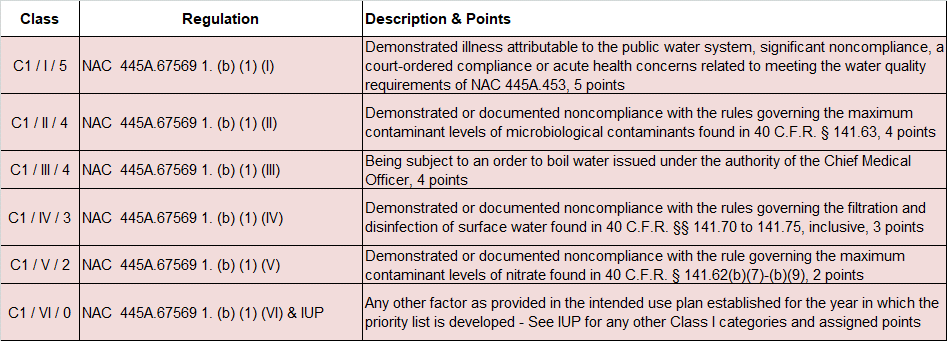 Class Regulation Description & Points
C1 / I / 5 NAC 445A.67569 1. (b) (1) (I) Demonstrated illness attributable to the public water system, significant noncompliance, a
court-ordered compliance or acute health concerns related to meeting the water quality
requirements of NAC 445A.453, 5 points
C1 / II / 4 NAC 445A.67569 1. (b) (1) (II) Demonstrated or documented noncompliance with the rules governing the maximum
contaminant levels of microbiological contaminants found in 40 C.F.R. § 141.63, 4 points
C1 / III / 4 NAC 445A.67569 1. (b) (1) (III) Being subject to an order to boil water issued under the authority of the Chief Medical
Officer, 4 points
C1 / IV / 3 NAC 445A.67569 1. (b) (1) (IV) Demonstrated or documented noncompliance with the rules governing the filtration and
disinfection of surface water found in 40 C.F.R. §§ 141.70 to 141.75, inclusive, 3 points
C1 / V / 2 NAC 445A.67569 1. (b) (1) (V) Demonstrated or documented noncompliance with the rule governing the maximum
contaminant levels of nitrate found in 40 C.F.R. § 141.62(b)(7)-(b)(9), 2 points
C1 / VI / 0 NAC 445A.67569 1. (b) (1) (VI) & IUP Any other factor as provided in the intended use plan established for the year in which the
priority list is developed - See IUP for any other Class I categories and assigned points